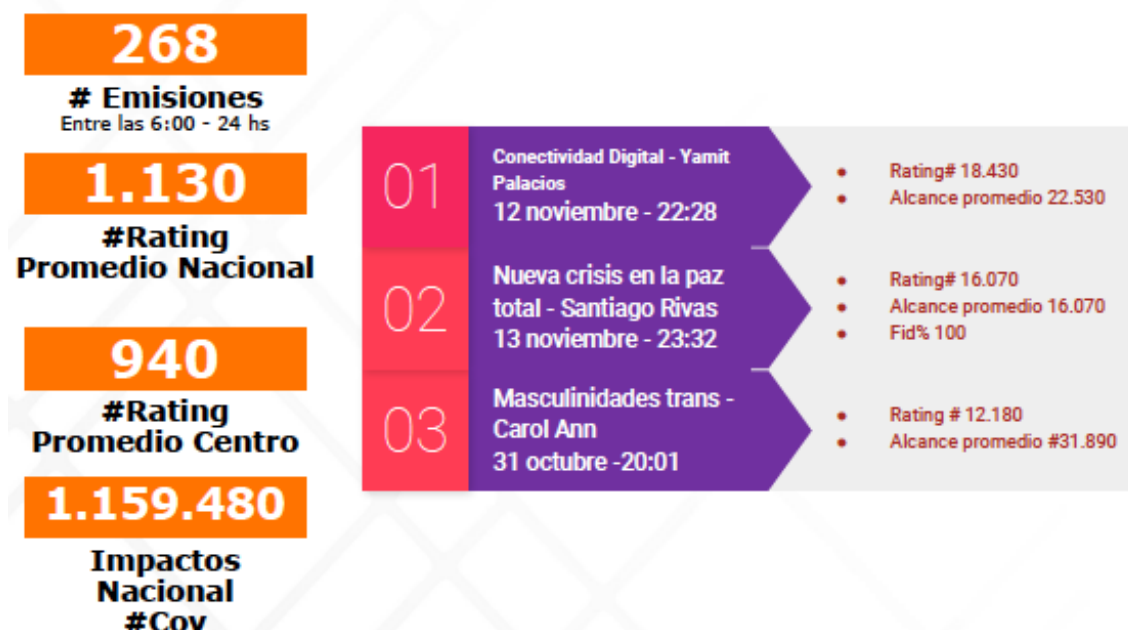 268
# Emisiones
Entre las 6:00 - 24 hs
1.130
#Rating
Promedio Nacional
940
#Rating
Promedio Centro
1.159.480
Impactos
Nacional
#Cov
01
Conectividad Digital - Yamit
Palacios
12 noviembre - 22:28
• Rating# 18.430
• Alcance promedio 22.530
02
Nueva crisis en la paz
total - Santiago Rivas
13 noviembre - 23:32
• Rating# 16.070
• Alcance promedio 16.070
• Fid% 100
03
Masculinidades trans -
Carol Ann
31 octubre -20:01
• Rating # 12.180
• Alcance promedio #31.890